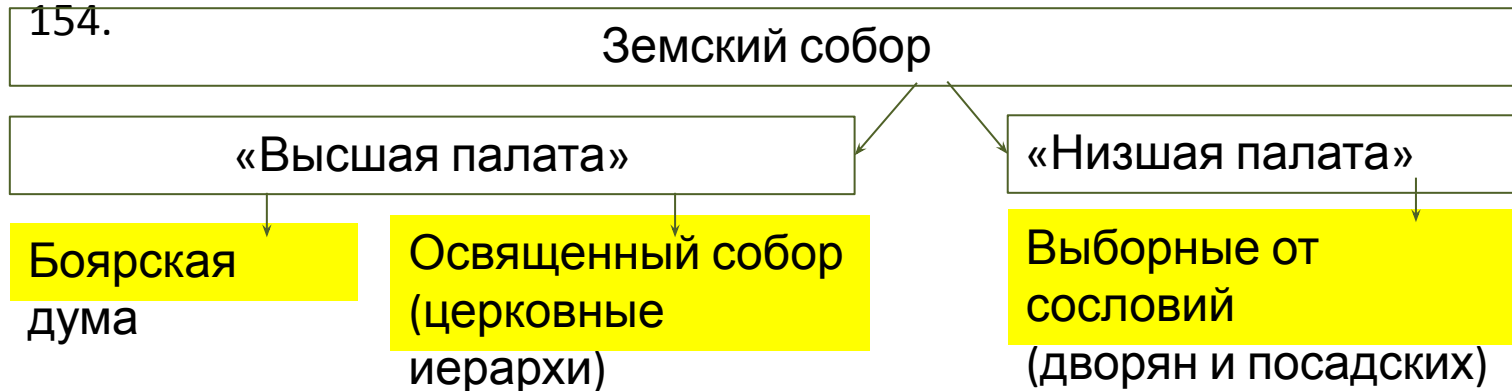 154.
Земский собор
«Высшая палата»
«Низшая палата»
Боярская
дума
Освященный собор
(церковные
иерархи)
Выборные от
сословий
(дворян и посадских)